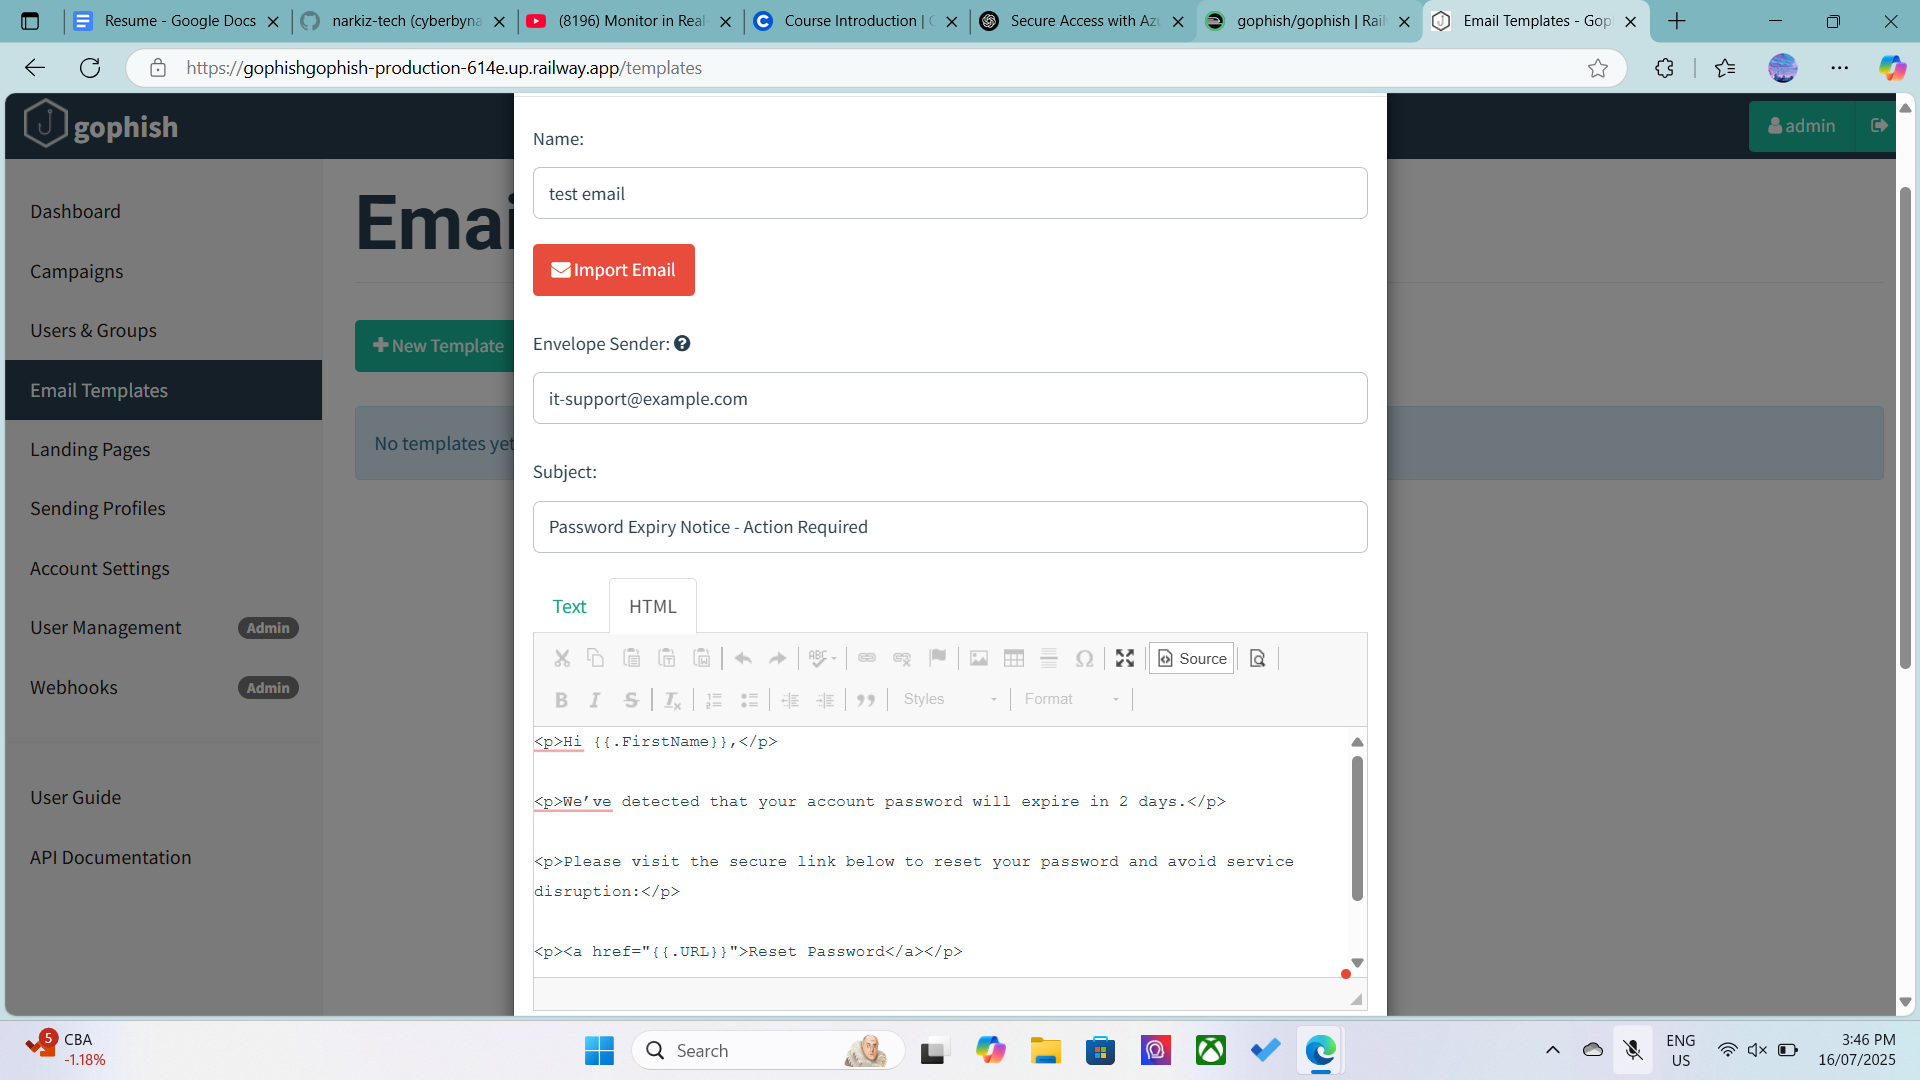 Resume - Google Docs
narkiz-tech (cyberbyna
(8196) Monitor in Real-
Course Introduction |
Secure Access with Az
gophish/gophish | Rail
Email Templates - Gop
https://gophishgophish-production-614e.up.railway.app/templates
gophish
admin
Dashboard
Campaigns
Users & Groups
Email Templates
Landing Pages
Sending Profiles
Account Settings
User Management Admin
Webhooks Admin
User Guide
API Documentation
Emai
New Template
No templates yet
Name:
test email
Import Email
Envelope Sender:
it-support@example.com
Subject:
Password Expiry Notice - Action Required
Text HTML
ABC
Source
B I S Styles Format
<p>Hi {{.FirstName}},</p>
<p>We’ve detected that your account password will expire in 2 days.</p>
<p>Please visit the secure link below to reset your password and avoid service
disruption:</p>
<p><a href="{{.URL}}">Reset Password</a></p>
5
CBA
-1.18%
Search
ENG
US
3:46 PM
16/07/2025